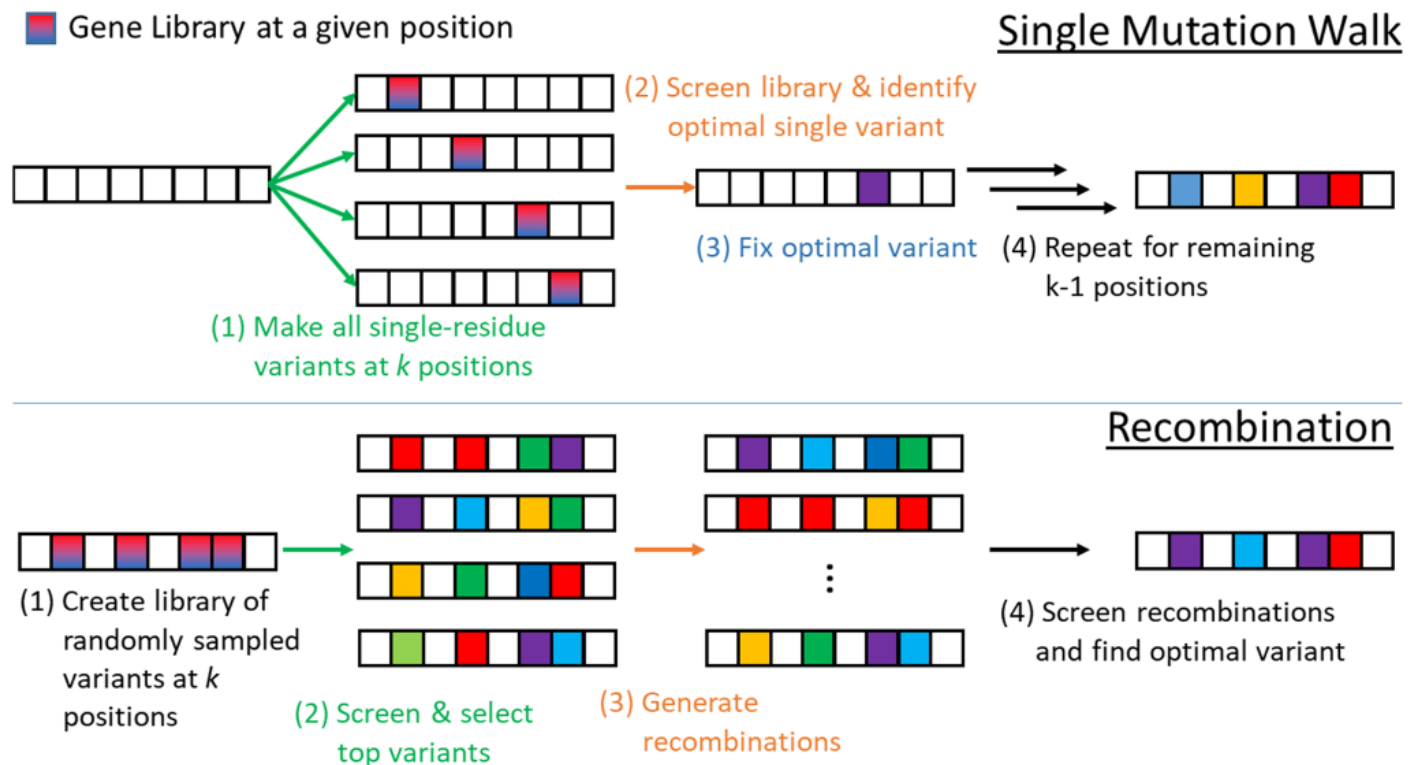 Gene Library at a given position
Single Mutation Walk
(2) Screen library & identify
optimal single variant
(3) Fix optimal variant
(4) Repeat for remaining
k-1 positions
(1) Make all single-residue
variants at k positions
Recombination
(1) Create library of
randomly sampled
variants at k
positions
(2) Screen & select
top variants
(3) Generate
recombinations
(4) Screen recombinations
and find optimal variant